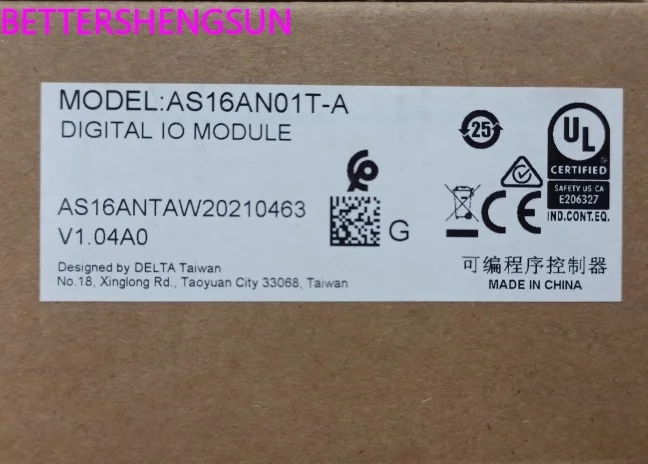 BETTERSHENGSUN
MODEL:AS16AN01T-A
DIGITAL IO MODULE
25
UL
CERTIFIED
SAFETY US CA
E206327
IND.CONT.EQ.
AS16ANTAW20210463
V1.04A0
G
CE
Designed by DELTA Taiwan
No.18, Xinglong Rd., Taoyuan City 33068, Taiwan
可编程序控制器
MADE IN CHINA